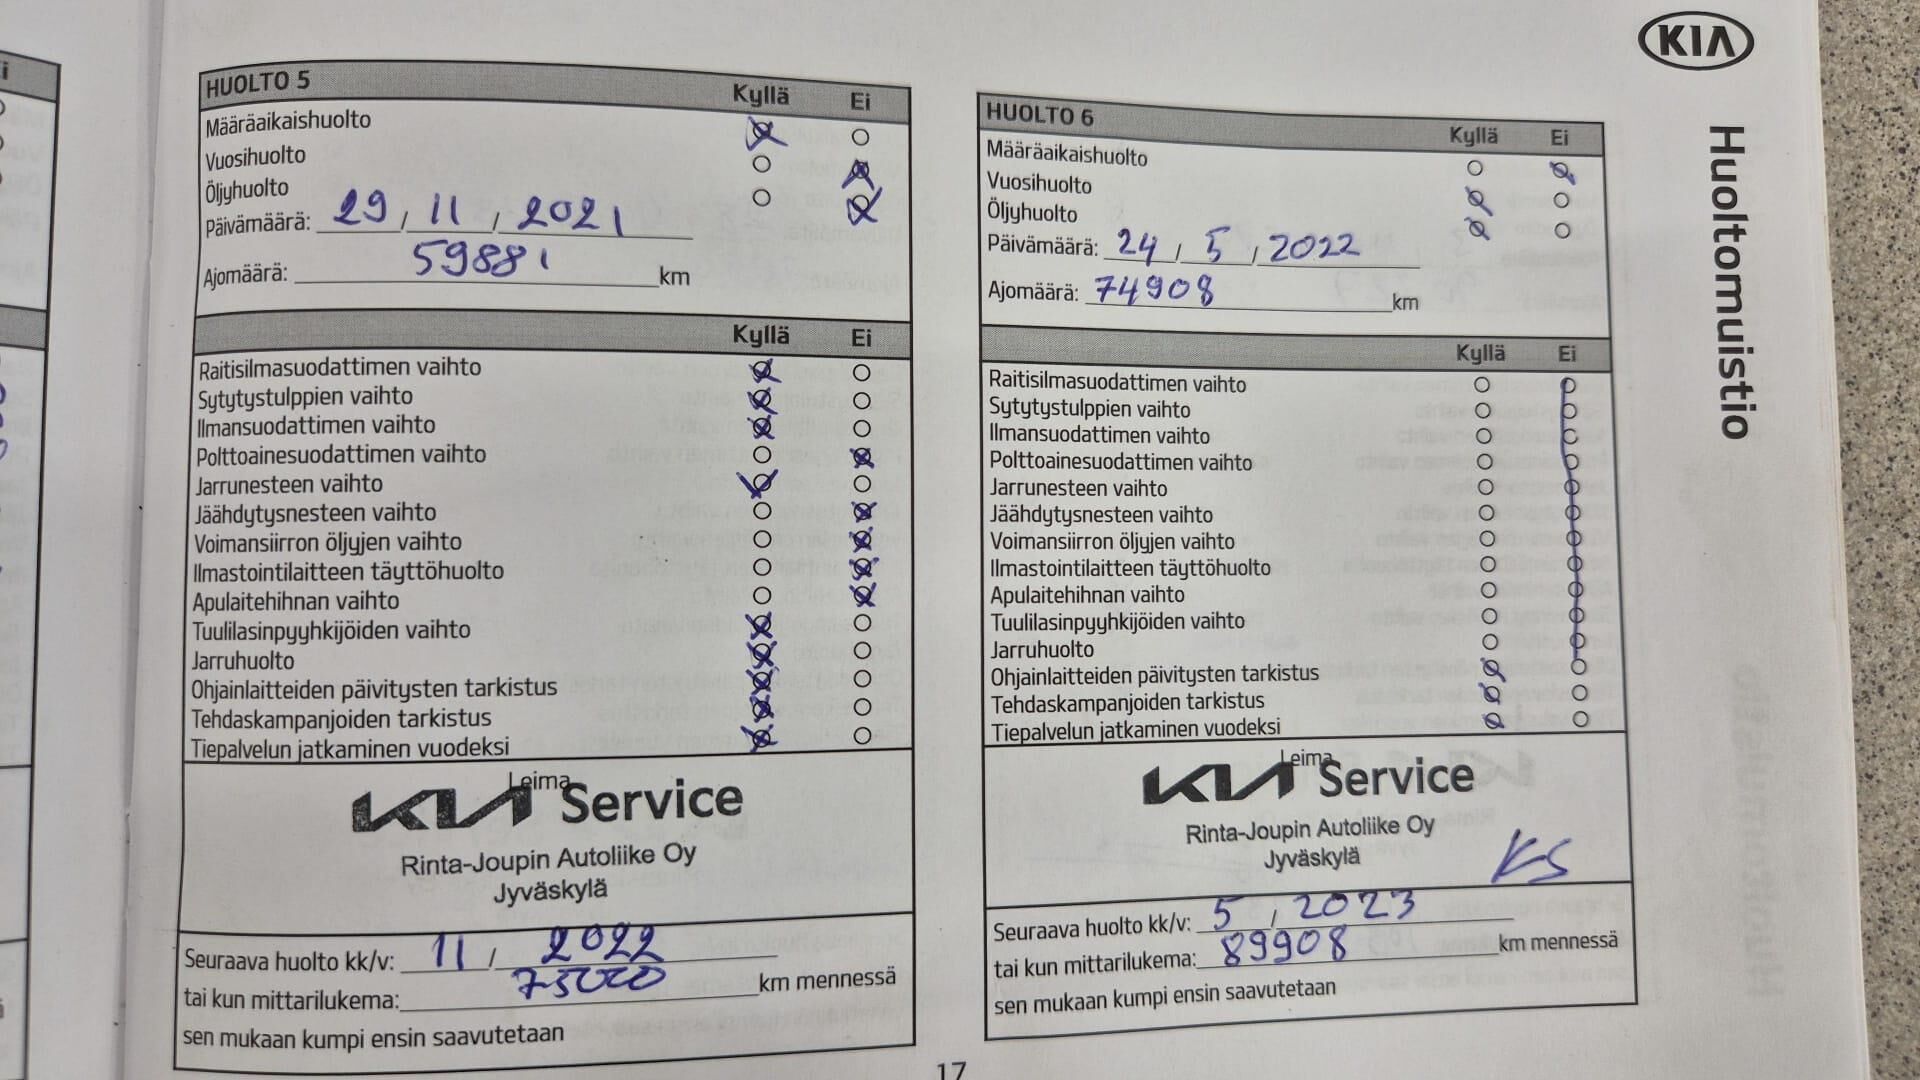 KIA
Huoltomuistio
HUOLTO 5
Kyllä Ei
Määräaikaishuolto
Vuosihuolto
Öljyhuolto
Päivämäärä: 29 / 11 / 2021
Ajomäärä: 59881 km
Kyllä Ei
Raitisilmasuodattimen vaihto
Sytytystulppien vaihto
Ilmansuodattimen vaihto
Polttoainesuodattimen vaihto
Jarrunesteen vaihto
Jäähdytysnesteen vaihto
Voimansiirron öljyjen vaihto
Ilmastointilaitteen täyttöhuolto
Apulaitehihnan vaihto
Tuulilasinpyyhkijöiden vaihto
Jarruhuolto
Ohjainlaitteiden päivitysten tarkistus
Tehdaskampanjoiden tarkistus
Tiepalvelun jatkaminen vuodeksi
Leima
KIA Service
Rinta-Joupin Autoliike Oy
Jyväskylä
Seuraava huolto kk/v: 11 / 2022
tai kun mittarilukema: 75000 km mennessä
sen mukaan kumpi ensin saavutetaan
HUOLTO 6
Kyllä Ei
Määräaikaishuolto
Vuosihuolto
Öljyhuolto
Päivämäärä: 24 / 5 / 2022
Ajomäärä: 74908 km
Kyllä Ei
Raitisilmasuodattimen vaihto
Sytytystulppien vaihto
Ilmansuodattimen vaihto
Polttoainesuodattimen vaihto
Jarrunesteen vaihto
Jäähdytysnesteen vaihto
Voimansiirron öljyjen vaihto
Ilmastointilaitteen täyttöhuolto
Apulaitehihnan vaihto
Tuulilasinpyyhkijöiden vaihto
Jarruhuolto
Ohjainlaitteiden päivitysten tarkistus
Tehdaskampanjoiden tarkistus
Tiepalvelun jatkaminen vuodeksi
Leima
KIA Service
Rinta-Joupin Autoliike Oy
Jyväskylä
KS
Seuraava huolto kk/v: 5 / 2023
tai kun mittarilukema: 89908 km mennessä
sen mukaan kumpi ensin saavutetaan
17